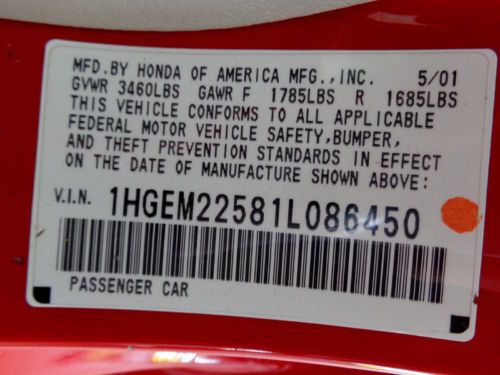 MFD.BY HONDA OF AMERICA MFG.,INC. 5/01
GVWR 3460LBS GAWR F 1785LBS R 1685LBS
THIS VEHICLE CONFORMS TO ALL APPLICABLE
FEDERAL MOTOR VEHICLE SAFETY,BUMPER,
AND THEFT PREVENTION STANDARDS IN EFFECT
ON THE DATE OF MANUFACTURE SHOWN ABOVE:
V.I.N. 1HGEM22581L086450
PASSENGER CAR